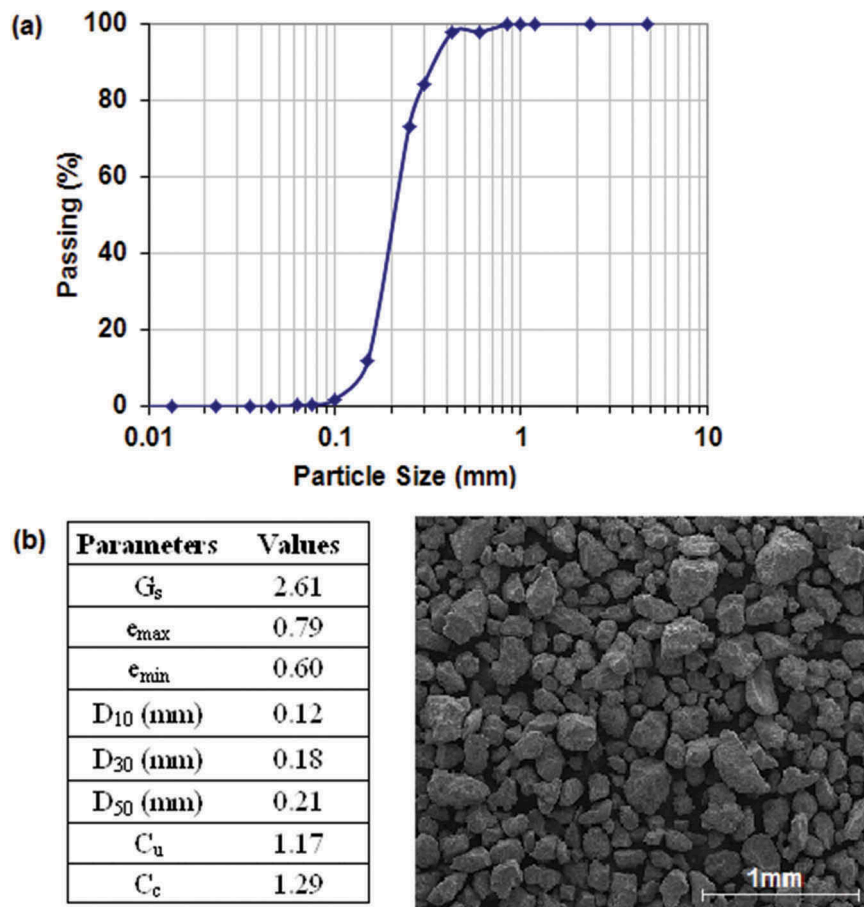 (a)
100
80
60
40
20
0
Passing (%)
0.01 0.1 1 10
Particle Size (mm)
(b)
Parameters Values
Gs 2.61
emax 0.79
emin 0.60
D10 (mm) 0.12
D30 (mm) 0.18
D50 (mm) 0.21
Cu 1.17
Cc 1.29
1mm